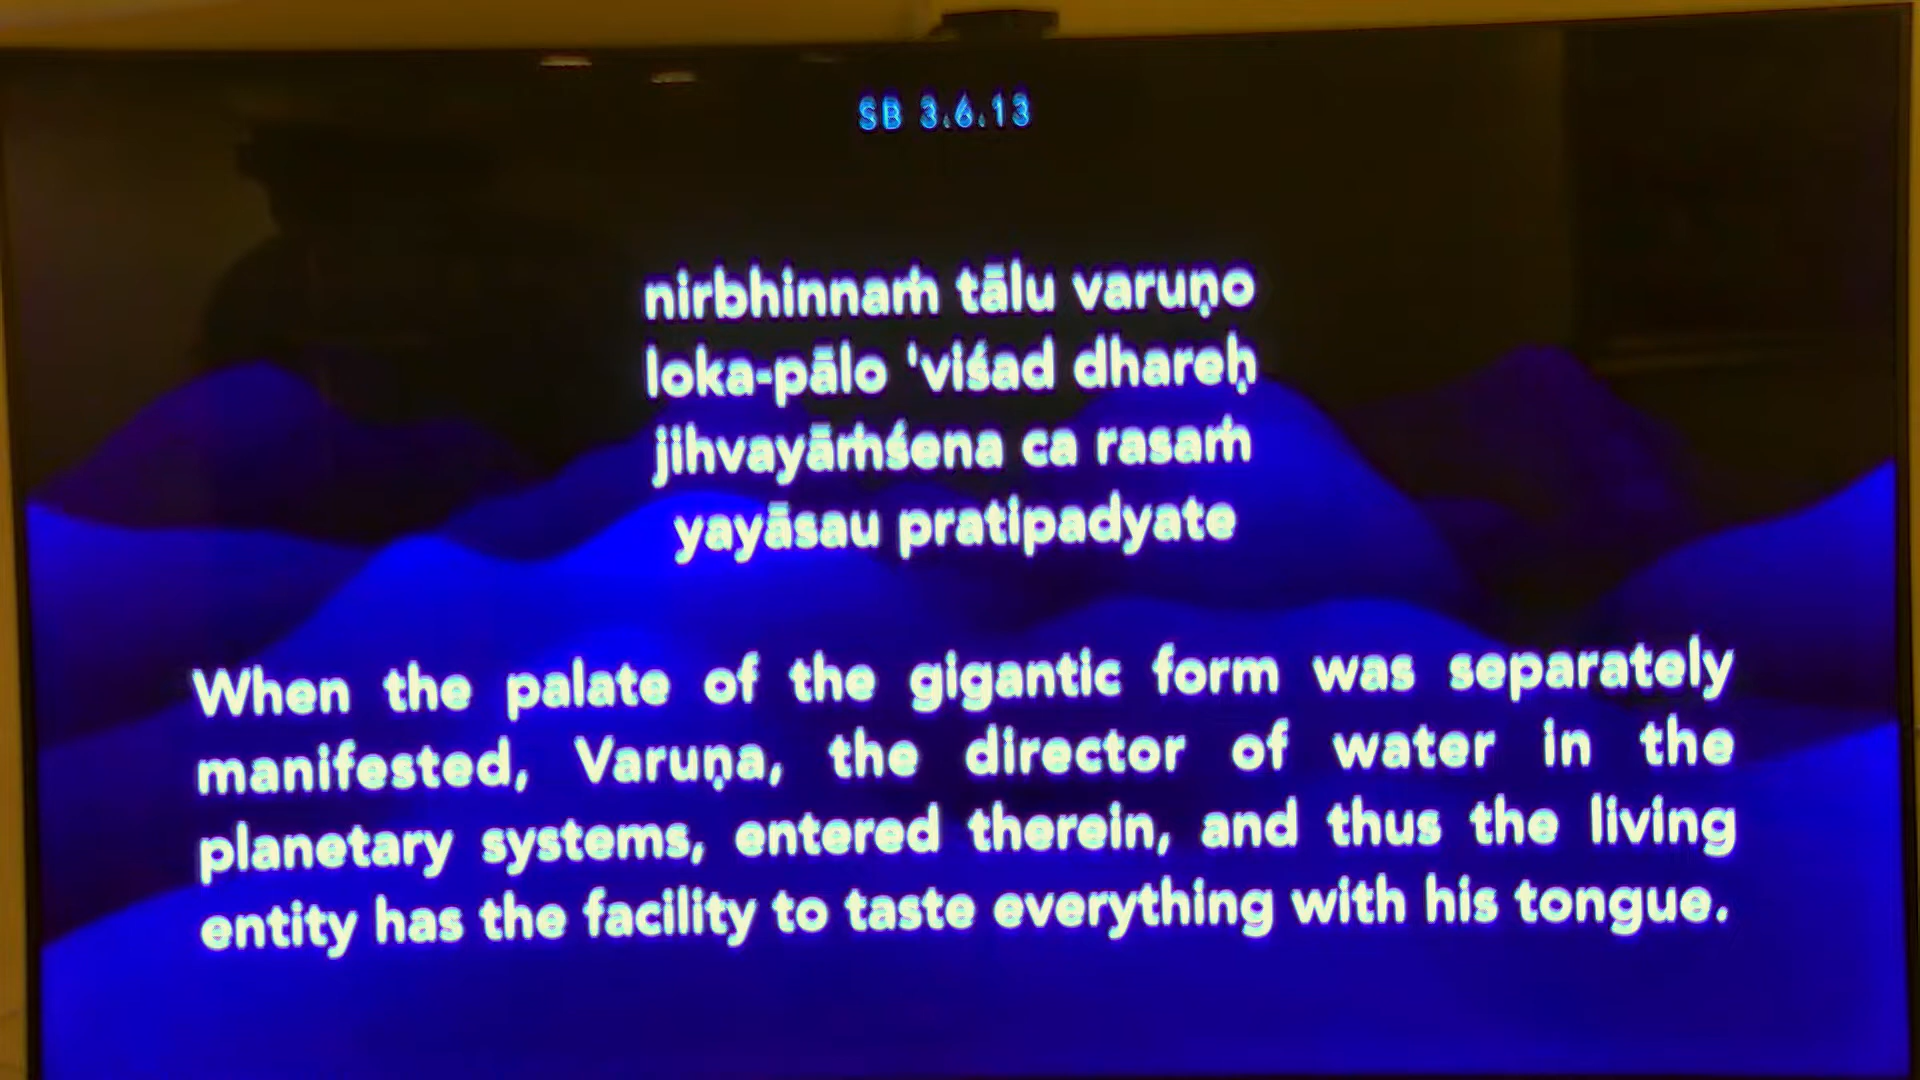 SB 3.6.13
nirbhinnaṁ tālu varuṇo
loka-pālo 'viśad dhareḥ
jihvayāṁśena ca rasaṁ
yayāsau pratipadyate
When the palate of the gigantic form was separately
manifested, Varuṇa, the director of water in the
planetary systems, entered therein, and thus the living
entity has the facility to taste everything with his tongue.